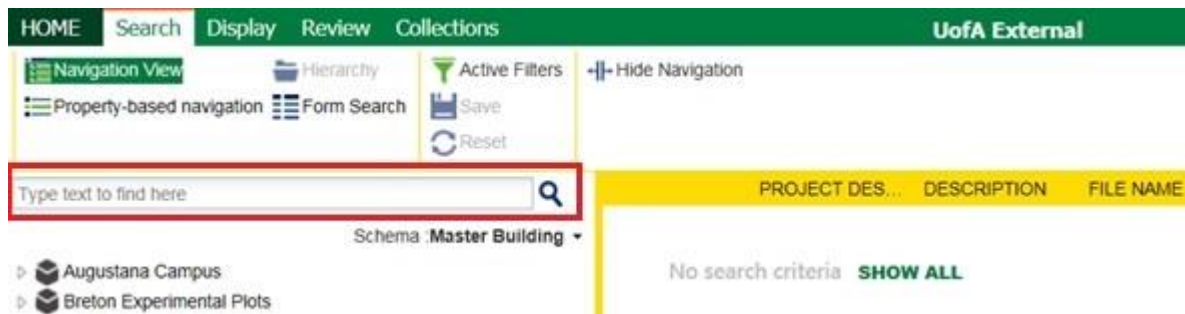 HOME Search Display Review Collections UofA External
Navigation View Hierarchy Active Filters Hide Navigation
Property-based navigation Form Search Save
Reset
Type text to find here
PROJECT DES... DESCRIPTION FILE NAME
Schema :Master Building
Augustana Campus
No search criteria SHOW ALL
Breton Experimental Plots